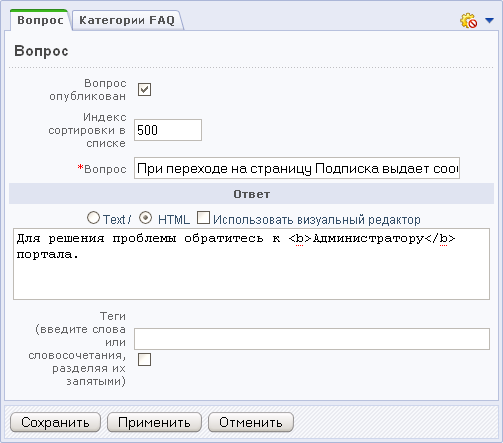 Вопрос Категории FAQ
Вопрос
Вопрос
опубликован
Индекс
сортировки в
списке
500
*Вопрос При переходе на страницу Подписка выдает соо
Ответ
Text / HTML Использовать визуальный редактор
Для решения проблемы обратитесь к <b>Администратору</b>
портала.
Теги
(введите слова
или
словосочетания,
разделяя их
запятыми)
Сохранить Применить Отменить